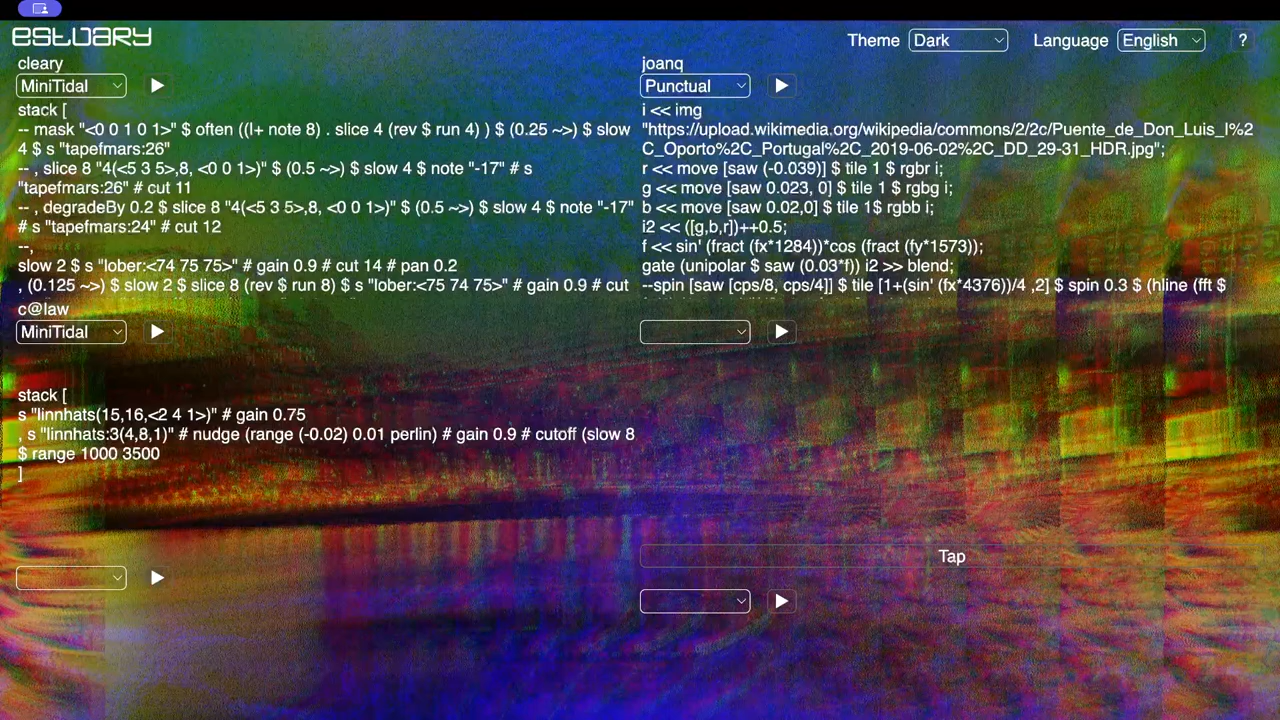 estuary
Theme Dark Language English ?
cleary
MiniTidal
stack [
-- mask "<0 0 1 0 1>" $ often ((|+ note 8) . slice 4 (rev $ run 4) ) $ (0.25 ~>) $ slow
4 $ s "tapefmars:26"
-- , slice 8 "4(<5 3 5>,8, <0 0 1>)" $ (0.5 ~>) $ slow 4 $ note "-17" # s
"tapefmars:26" # cut 11
-- , degradeBy 0.2 $ slice 8 "4(<5 3 5>,8, <0 0 1>)" $ (0.5 ~>) $ slow 4 $ note "-17"
# s "tapefmars:24" # cut 12
--,
slow 2 $ s "lober:<74 75 75>" # gain 0.9 # cut 14 # pan 0.2
, (0.125 ~>) $ slow 2 $ slice 8 (rev $ run 8) $ s "lober:<75 74 75>" # gain 0.9 # cut
c@law
MiniTidal
stack [
s "linnhats(15,16,<2 4 1>)" # gain 0.75
, s "linnhats:3(4,8,1)" # nudge (range (-0.02) 0.01 perlin) # gain 0.9 # cutoff (slow 8
$ range 1000 3500
]
joanq
Punctual
i << img
"https://upload.wikimedia.org/wikipedia/commons/2/2c/Puente_de_Don_Luis_I%2
C_Oporto%2C_Portugal%2C_2019-06-02%2C_DD_29-31_HDR.jpg";
r << move [saw (-0.039)] $ tile 1 $ rgbr i;
g << move [saw 0.023, 0] $ tile 1 $ rgbg i;
b << move [saw 0.02,0] $ tile 1$ rgbb i;
i2 << ([g,b,r])++0.5;
f << sin' (fract (fx*1284))*cos (fract (fy*1573));
gate (unipolar $ saw (0.03*f)) i2 >> blend;
--spin [saw [cps/8, cps/4]] $ tile [1+(sin' (fx*4376))/4 ,2] $ spin 0.3 $ (hline (fft $
Tap